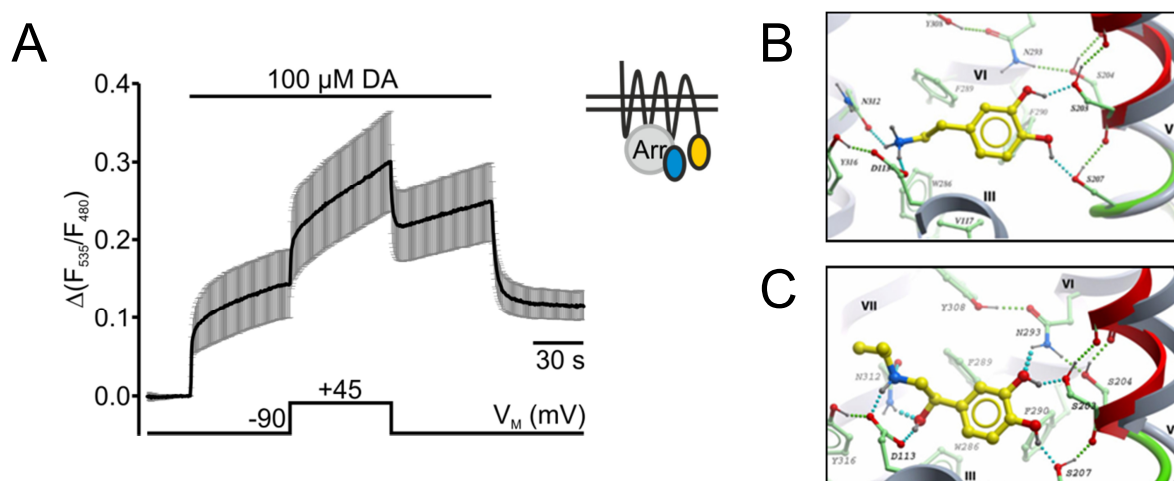 A
100 µM DA
0.4
0.3
0.2
0.1
0.0
Δ(F535/F480)
30 s
+45
-90
VM (mV)
Arr
B
Y308
N293
VI
S204
F289
S203
N312
F290
Y316
D113
W286
S207
III
V117
V
C
VII
VI
Y308
N293
F289
N312
S204
S203
F290
V
W286
Y316
D113
S207
III